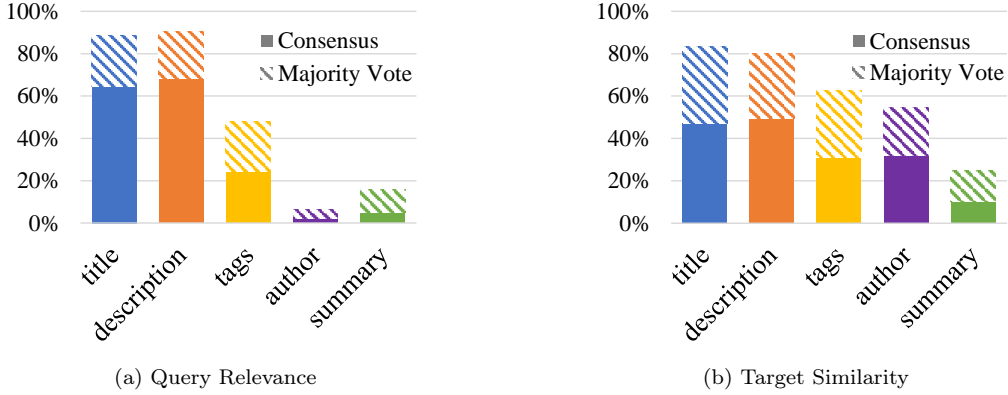 100%
80%
60%
40%
20%
0%
Consensus
Majority Vote
title
description
tags
author
summary
(a) Query Relevance
100%
80%
60%
40%
20%
0%
Consensus
Majority Vote
title
description
tags
author
summary
(b) Target Similarity